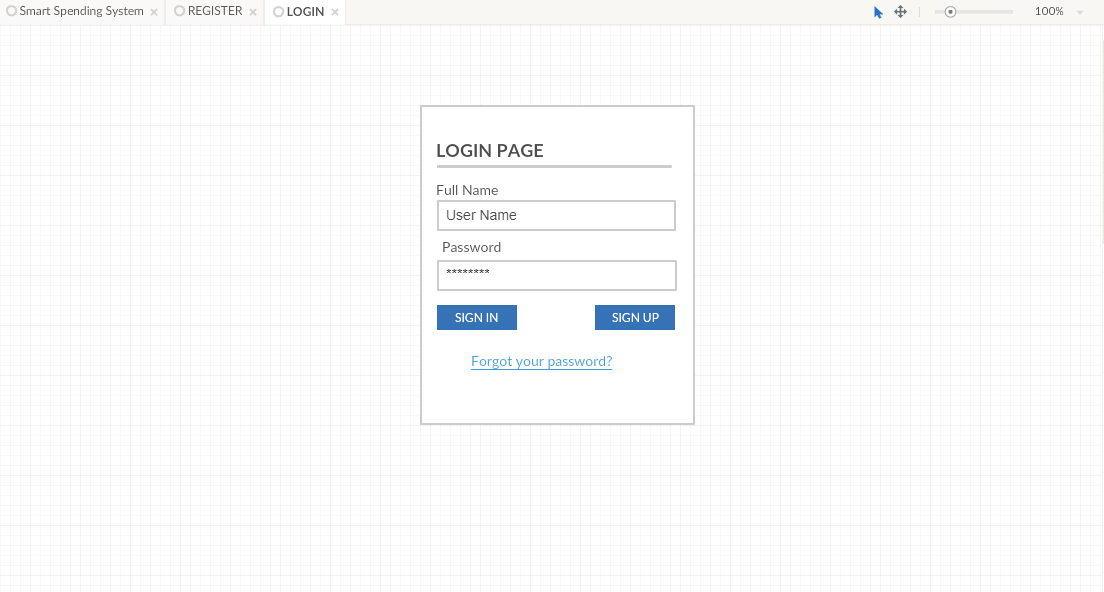 Smart Spending System REGISTER LOGIN 100%
LOGIN PAGE
Full Name
User Name
Password
********
SIGN IN SIGN UP
Forgot your password?